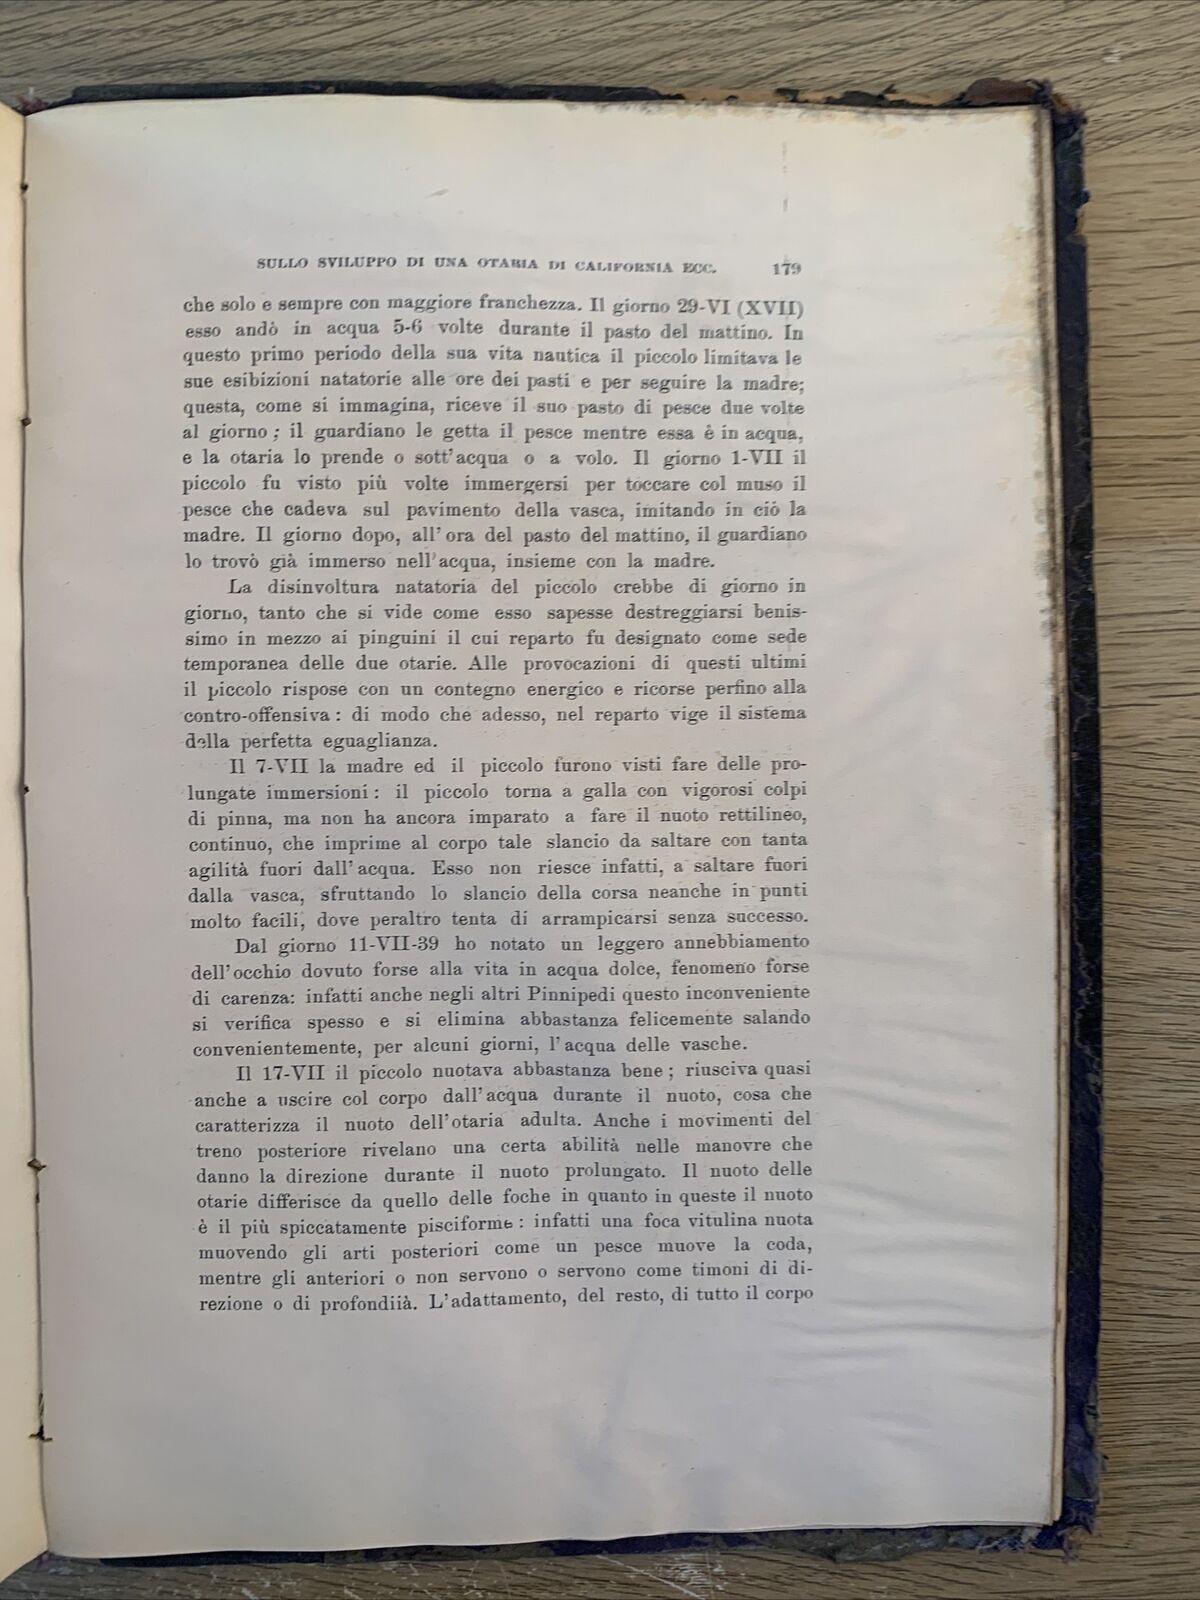 SULLO SVILUPPO DI UNA OTARIA DI CALIFORNIA ECC. 179
che solo e sempre con maggiore franchezza. Il giorno 29-VI (XVII)
esso andò in acqua 5-6 volte durante il pasto del mattino. In
questo primo periodo della sua vita nautica il piccolo limitava le
sue esibizioni natatorie alle ore dei pasti e per seguire la madre;
questa, come si immagina, riceve il suo pasto di pesce due volte
al giorno ; il guardiano le getta il pesce mentre essa è in acqua,
e la otaria lo prende o sott'acqua o a volo. Il giorno 1-VII il
piccolo fu visto più volte immergersi per toccare col muso il
pesce che cadeva sul pavimento della vasca, imitando in ciò la
madre. Il giorno dopo, all'ora del pasto del mattino, il guardiano
lo trovò già immerso nell'acqua, insieme con la madre.
La disinvoltura natatoria del piccolo crebbe di giorno in
giorno, tanto che si vide come esso sapesse destreggiarsi benis-
simo in mezzo ai pinguini il cui reparto fu designato come sede
temporanea delle due otarie. Alle provocazioni di questi ultimi
il piccolo rispose con un contegno energico e ricorse perfino alla
contro-offensiva : di modo che adesso, nel reparto vige il sistema
della perfetta eguaglianza.
Il 7-VII la madre ed il piccolo furono visti fare delle pro-
lungate immersioni : il piccolo torna a galla con vigorosi colpi
di pinna, ma non ha ancora imparato a fare il nuoto rettilineo,
continuo, che imprime al corpo tale slancio da saltare con tanta
agilità fuori dall'acqua. Esso non riesce infatti, a saltare fuori
dalla vasca, sfruttando lo slancio della corsa neanche in punti
molto facili, dove peraltro tenta di arrampicarsi senza successo.
Dal giorno 11-VII-39 ho notato un leggero annebbiamento
dell'occhio dovuto forse alla vita in acqua dolce, fenomeno forse
di carenza: infatti anche negli altri Pinnipedi questo inconveniente
si verifica spesso e si elimina abbastanza felicemente salando
convenientemente, per alcuni giorni, l'acqua delle vasche.
Il 17-VII il piccolo nuotava abbastanza bene ; riusciva quasi
anche a uscire col corpo dall'acqua durante il nuoto, cosa che
caratterizza il nuoto dell'otaria adulta. Anche i movimenti del
treno posteriore rivelano una certa abilità nelle manovre che
danno la direzione durante il nuoto prolungato. Il nuoto delle
otarie differisce da quello delle foche in quanto in queste il nuoto
è il più spiccatamente pisciforme : infatti una foca vitulina nuota
muovendo gli arti posteriori come un pesce muove la coda,
mentre gli anteriori o non servono o servono come timoni di di-
rezione o di profondiià. L'adattamento, del resto, di tutto il corpo